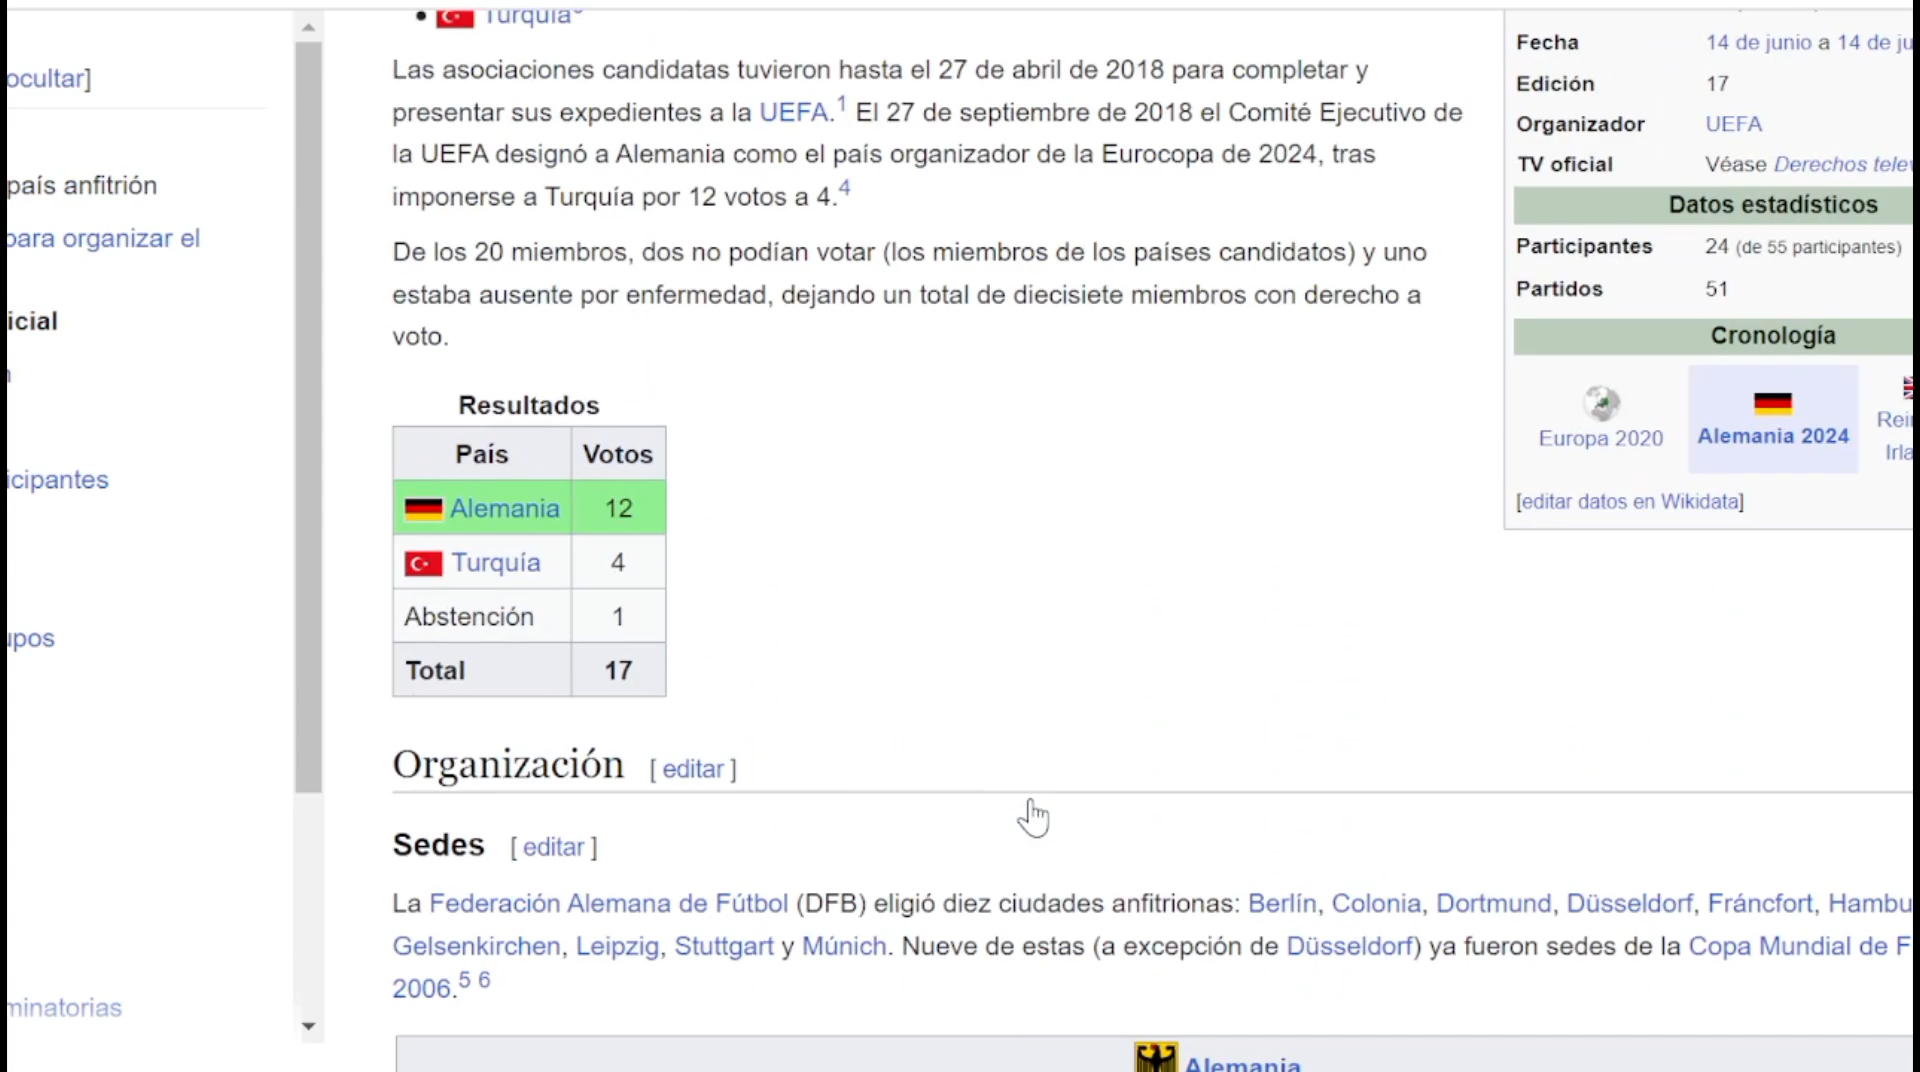 Turquía
ocultar]
país anfitrión
para organizar el
icial
icipantes
upos
minatorias
Las asociaciones candidatas tuvieron hasta el 27 de abril de 2018 para completar y
presentar sus expedientes a la UEFA.1 El 27 de septiembre de 2018 el Comité Ejecutivo de
la UEFA designó a Alemania como el país organizador de la Eurocopa de 2024, tras
imponerse a Turquía por 12 votos a 4.4
De los 20 miembros, dos no podían votar (los miembros de los países candidatos) y uno
estaba ausente por enfermedad, dejando un total de diecisiete miembros con derecho a
voto.
Resultados
País Votos
Alemania 12
Turquía 4
Abstención 1
Total 17
Organización [ editar ]
Sedes [ editar ]
La Federación Alemana de Fútbol (DFB) eligió diez ciudades anfitrionas: Berlín, Colonia, Dortmund, Düsseldorf, Fráncfort, Hambu
Gelsenkirchen, Leipzig, Stuttgart y Múnich. Nueve de estas (a excepción de Düsseldorf) ya fueron sedes de la Copa Mundial de F
2006.5 6
Alemania
Fecha 14 de junio a 14 de ju
Edición 17
Organizador UEFA
TV oficial Véase Derechos telev
Datos estadísticos
Participantes 24 (de 55 participantes)
Partidos 51
Cronología
Europa 2020
Alemania 2024
Rei
Irla
[editar datos en Wikidata]